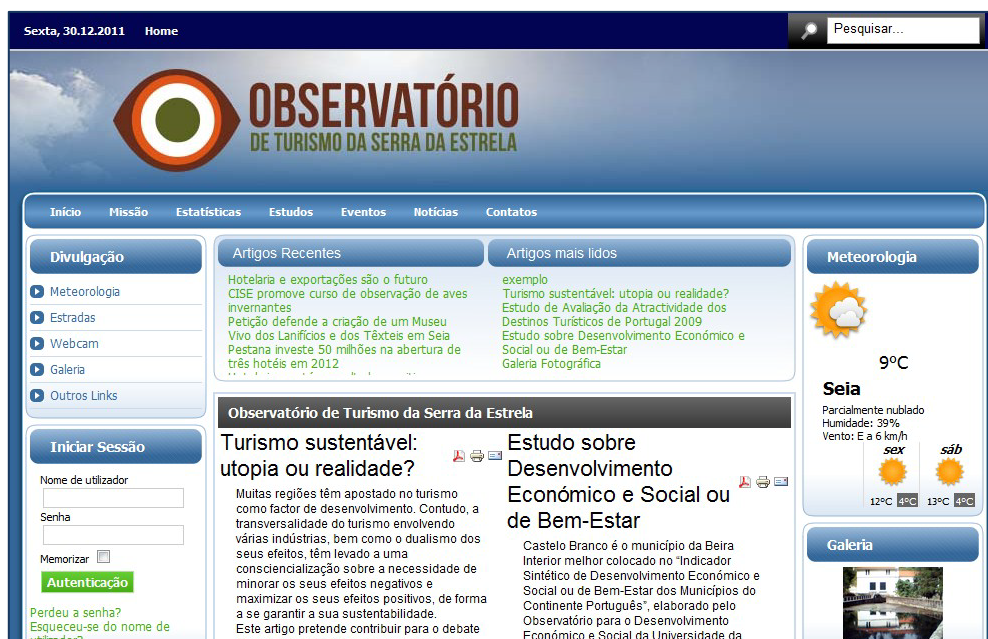 Sexta, 30.12.2011 Home
Pesquisar...
OBSERVATÓRIO
DE TURISMO DA SERRA DA ESTRELA
Início Missão Estatísticas Estudos Eventos Notícias Contatos
Divulgação
Meteorologia
Estradas
Webcam
Galeria
Outros Links
Iniciar Sessão
Nome de utilizador
Senha
Memorizar
Autenticação
Perdeu a senha?
Esqueceu-se do nome de
utilizador?
Artigos Recentes
Hotelaria e exportações são o futuro
CISE promove curso de observação de aves
invernantes
Petição defende a criação de um Museu
Vivo dos Lanifícios e dos Têxteis em Seia
Pestana investe 50 milhões na abertura de
três hotéis em 2012
Artigos mais lidos
exemplo
Turismo sustentável: utopia ou realidade?
Estudo de Avaliação da Atractividade dos
Destinos Turísticos de Portugal 2009
Estudo sobre Desenvolvimento Económico e
Social ou de Bem-Estar
Galeria Fotográfica
Observatório de Turismo da Serra da Estrela
Turismo sustentável:
utopia ou realidade?
Muitas regiões têm apostado no turismo
como factor de desenvolvimento. Contudo, a
transversalidade do turismo envolvendo
várias indústrias, bem como o dualismo dos
seus efeitos, têm levado a uma
consciencialização sobre a necessidade de
minorar os seus efeitos negativos e
maximizar os seus efeitos positivos, de forma
a se garantir a sua sustentabilidade.
Este artigo pretende contribuir para o debate
Estudo sobre
Desenvolvimento
Económico e Social ou
de Bem-Estar
Castelo Branco é o município da Beira
Interior melhor colocado no “Indicador
Sintético de Desenvolvimento Económico e
Social ou de Bem-Estar dos Municípios do
Continente Português”, elaborado pelo
Observatório para o Desenvolvimento
Económico e Social da Universidade da
Meteorologia
9ºC
Seia
Parcialmente nublado
Humidade: 39%
Vento: E a 6 km/h
sex sáb
12ºC 4ºC 13ºC 4ºC
Galeria